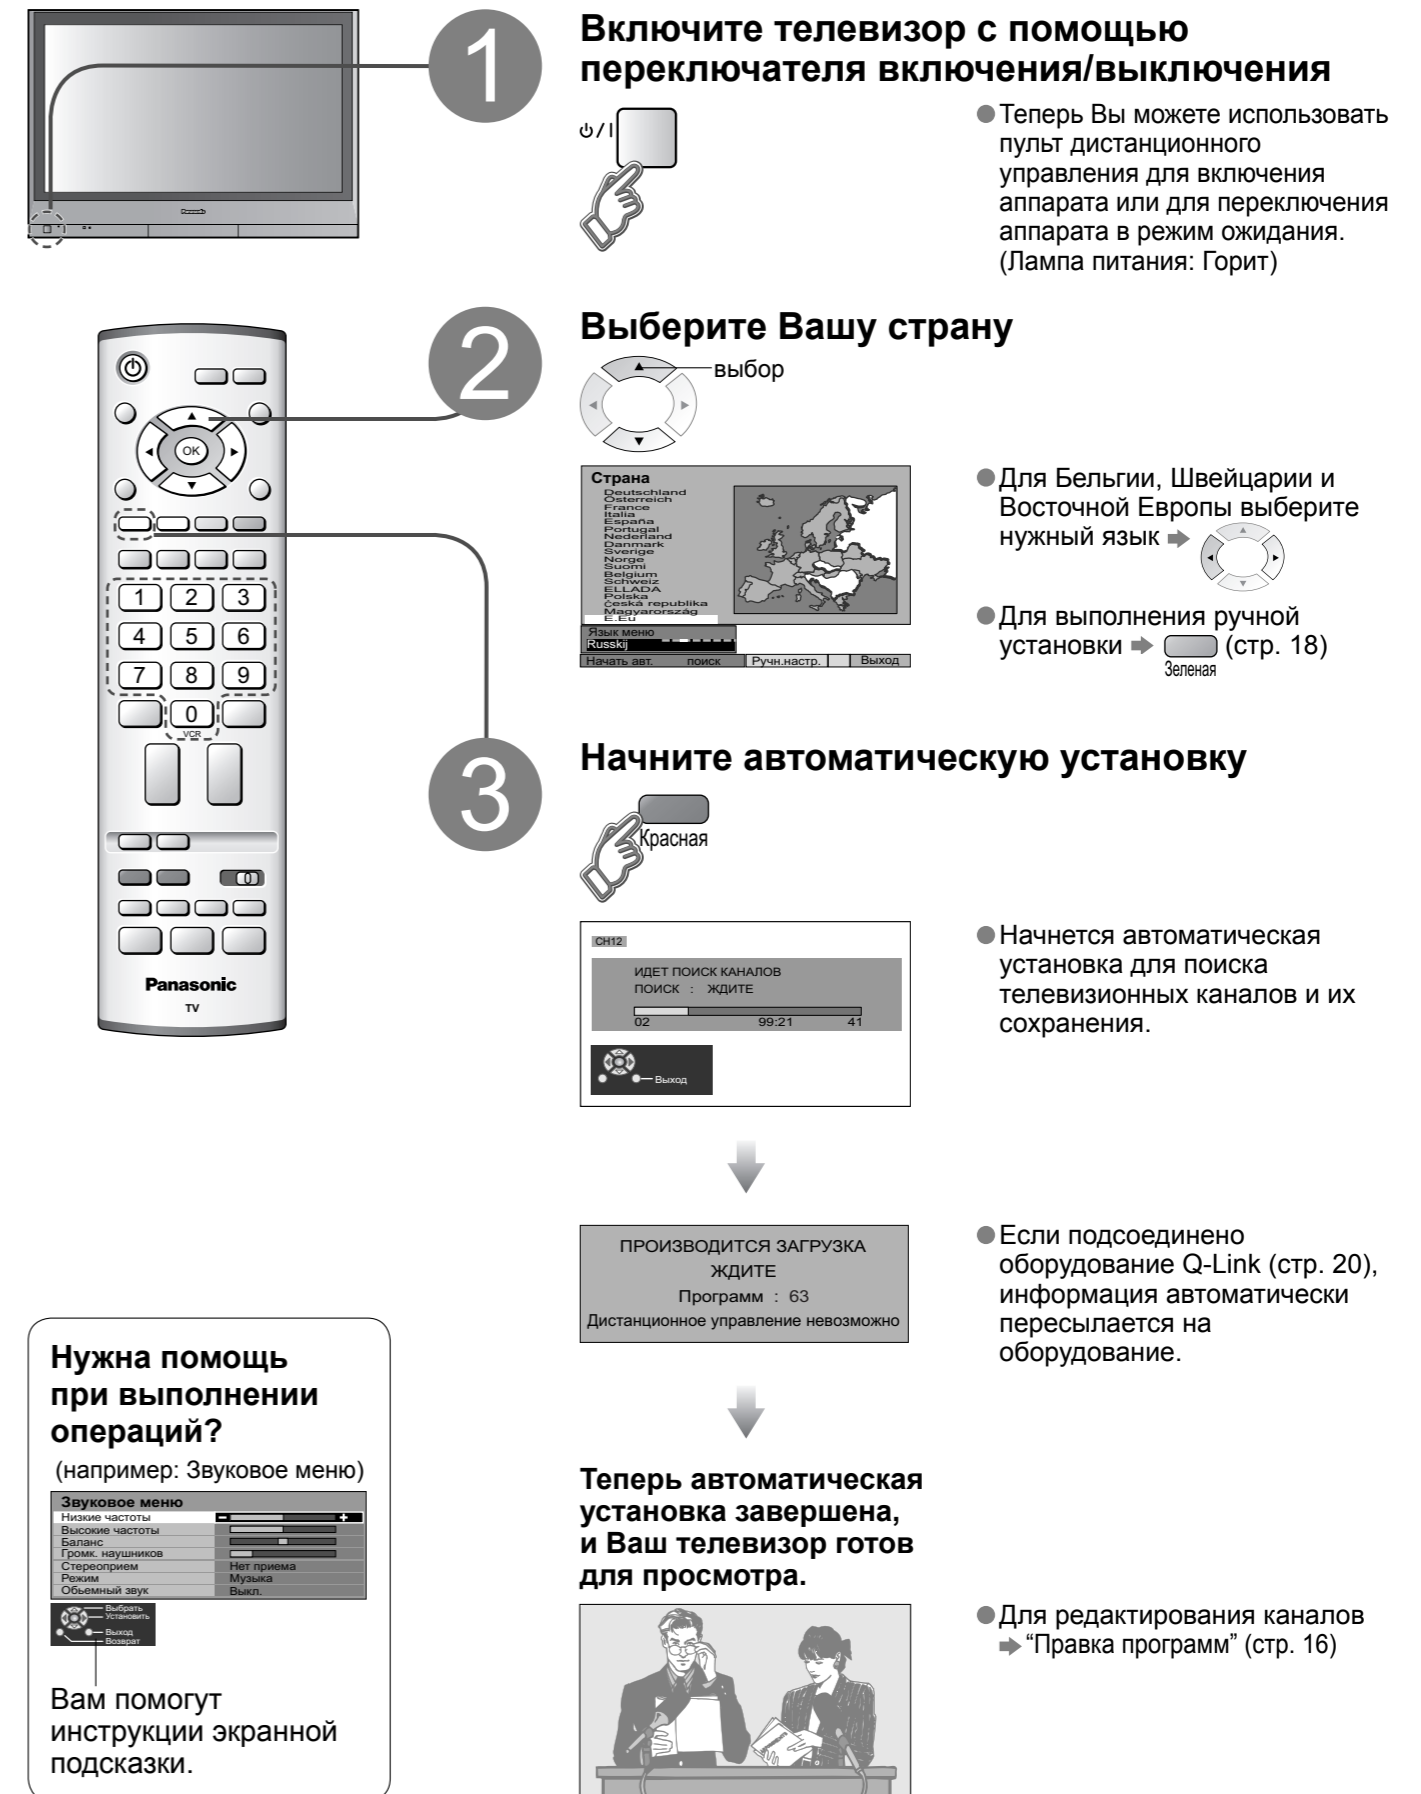 1
Включите телевизор с помощью
переключателя включения/выключения
/I
Теперь Вы можете использовать
пульт дистанционного
управления для включения
аппарата или для переключения
аппарата в режим ожидания.
(Лампа питания: Горит)
Panasonic
2
Выберите Вашу страну
выбор
Страна
Deutschland
Österreich
France
Italia
España
Portugal
Nederland
Danmark
Sverige
Norge
Suomi
Belgium
Schweiz
ELLADA
Polska
Česká republika
Magyarország
E.Eu
Язык меню
Russkij
Начать авт. поиск Ручн.настр. Выход
Для Бельгии, Швейцарии и
Восточной Европы выберите
нужный язык
Для выполнения ручной
установки (стр. 18)
Зеленая
OK
1 2 3
4 5 6
7 8 9
0
VCR
Panasonic
TV
3
Начните автоматическую установку
Красная
CH12
ИДЕТ ПОИСК КАНАЛОВ
ПОИСК : ЖДИТЕ
02 99:21 41
Выход
Начнется автоматическая
установка для поиска
телевизионных каналов и их
сохранения.
ПРОИЗВОДИТСЯ ЗАГРУЗКА
ЖДИТЕ
Программ : 63
Дистанционное управление невозможно
Если подсоединено
оборудование Q-Link (стр. 20),
информация автоматически
пересылается на
оборудование.
Теперь автоматическая
установка завершена,
и Ваш телевизор готов
для просмотра.
Для редактирования каналов
“Правка программ” (стр. 16)
Нужна помощь
при выполнении
операций?
(например: Звуковое меню)
Звуковое меню
Низкие частоты
Высокие частоты
Баланс
Громк. наушников
Стереоприем Нет приема
Режим Музыка
Обьемный звук Выкл.
Выбрать
Установить
Выход
Возврат
Вам помогут
инструкции экранной
подсказки.